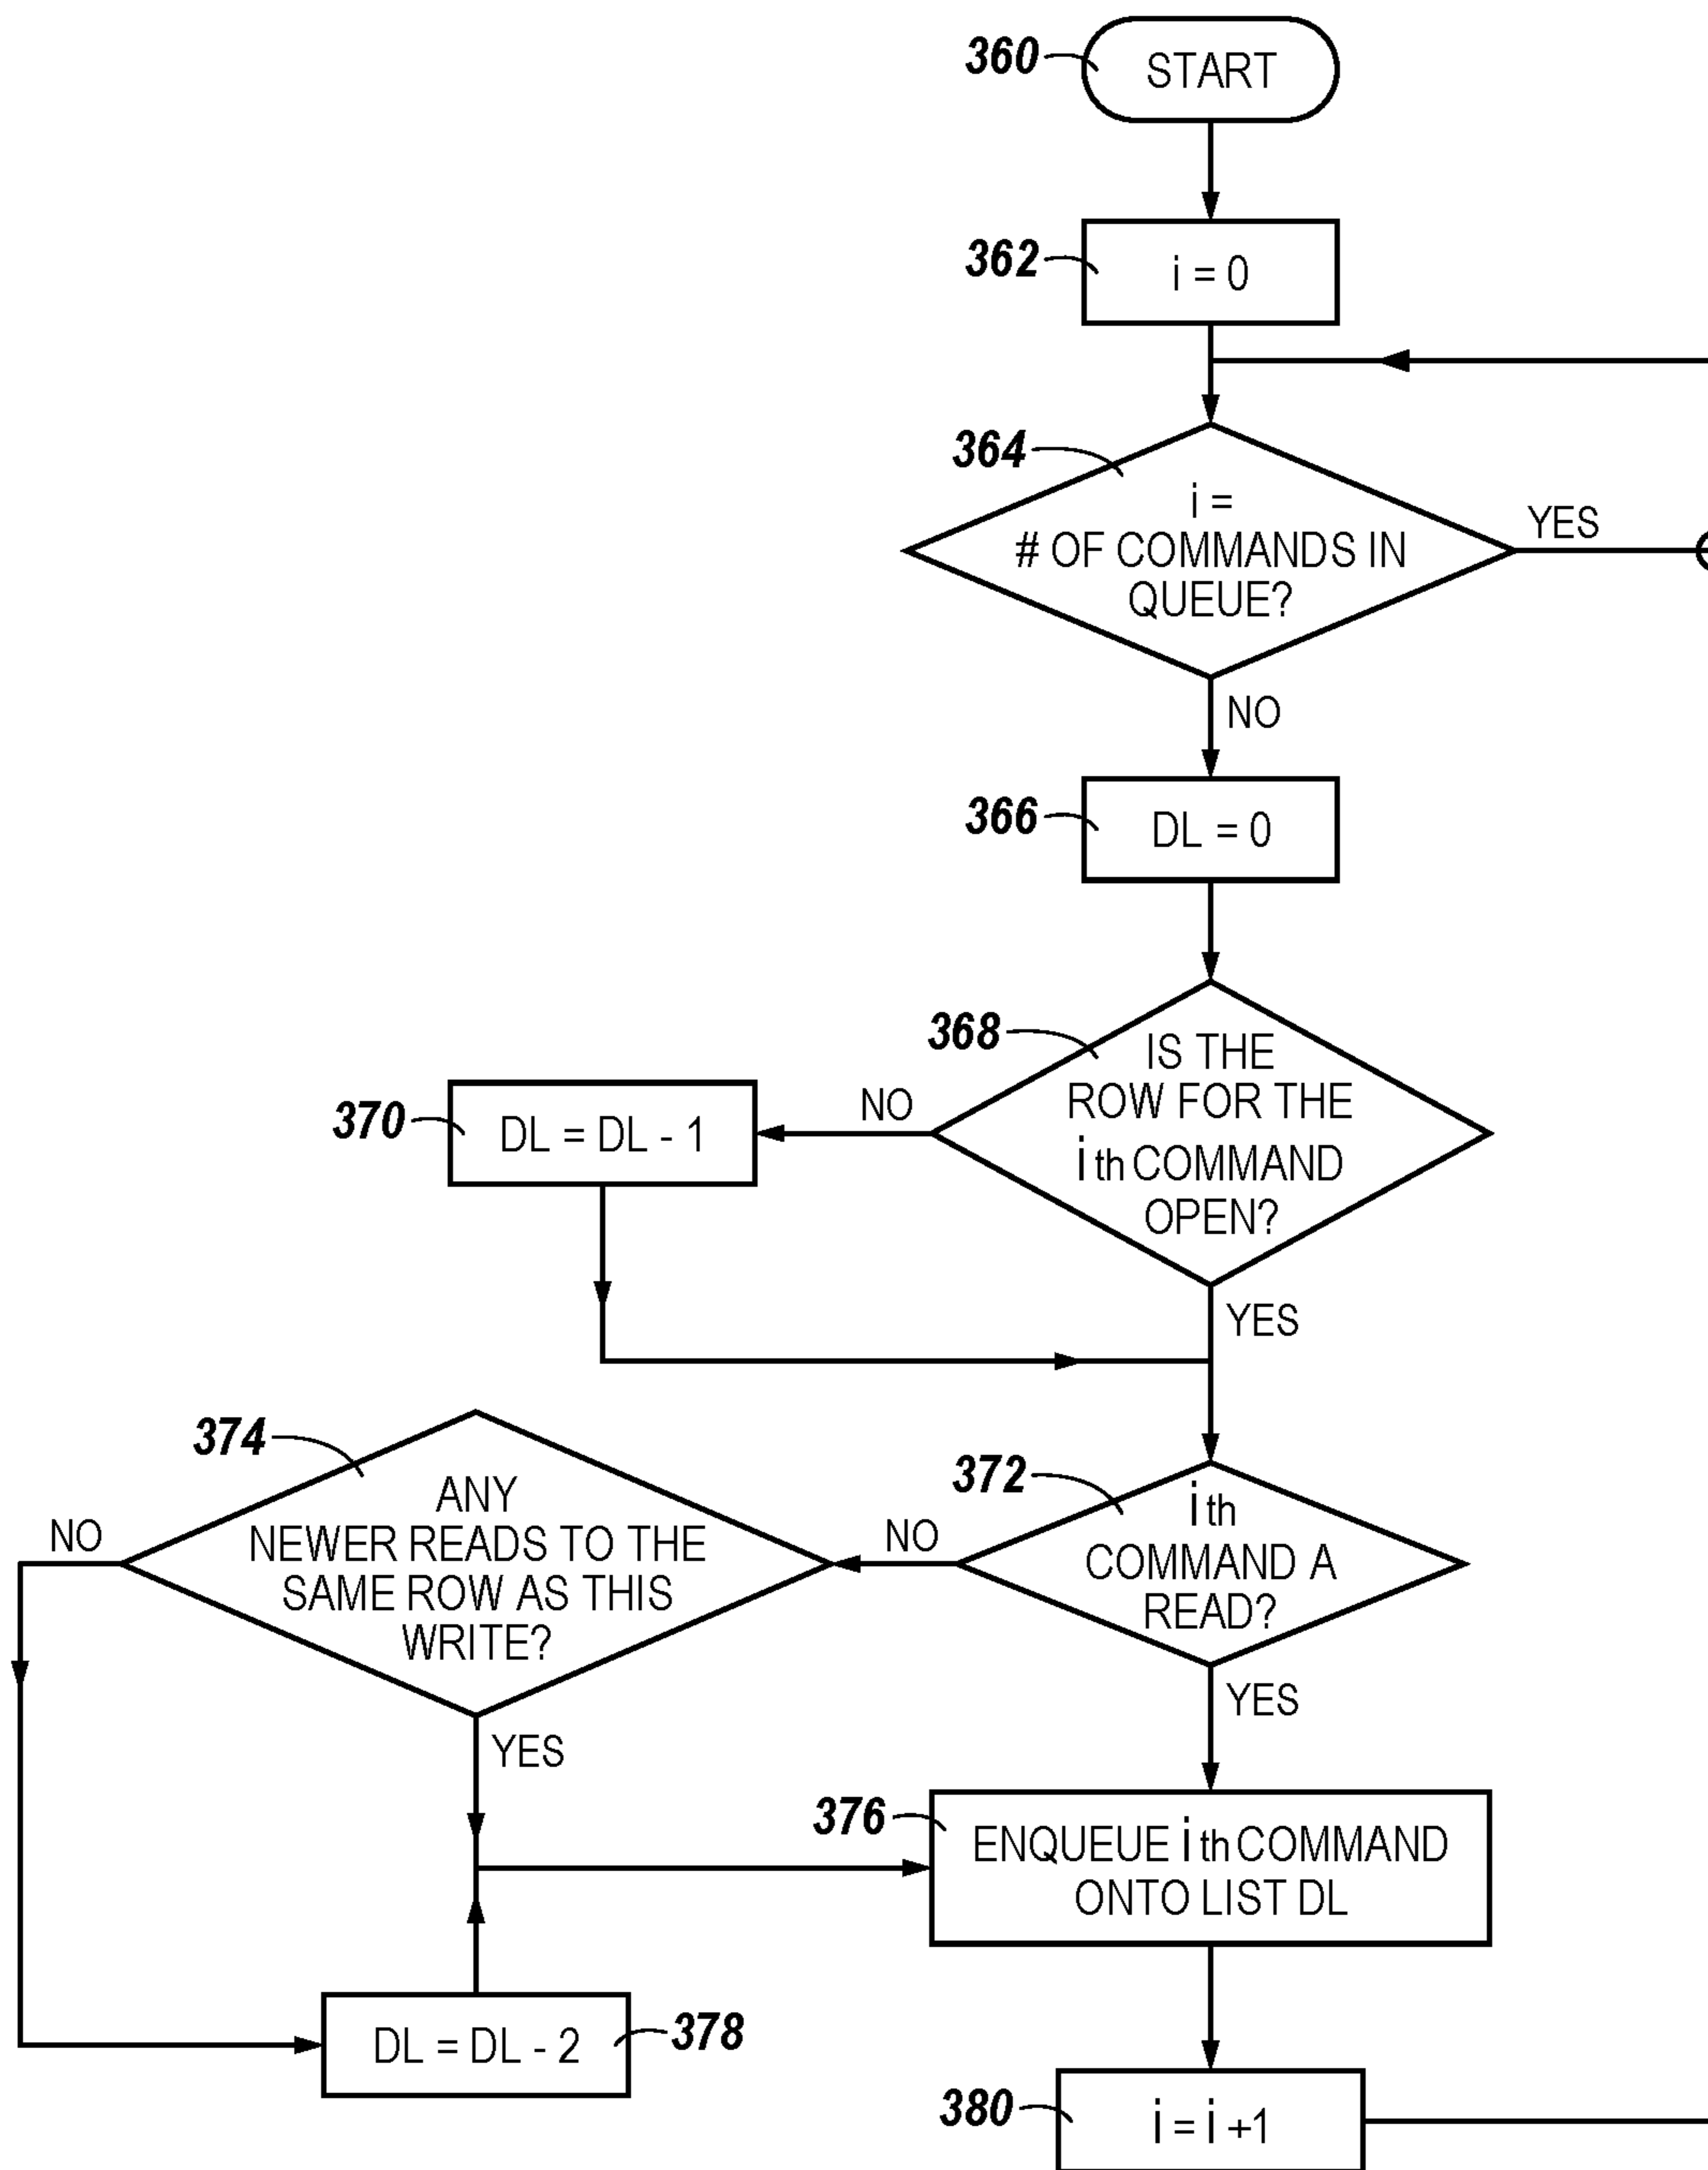 360
START
362
i = 0
364
i =
# OF COMMANDS IN
QUEUE?
YES
NO
366
DL = 0
368
IS THE
ROW FOR THE
ith COMMAND
OPEN?
NO
370
DL = DL - 1
YES
374
ANY
NEWER READS TO THE
SAME ROW AS THIS
WRITE?
NO
372
ith
COMMAND A
READ?
NO
YES
YES
376
ENQUEUE ith COMMAND
ONTO LIST DL
DL = DL - 2
378
380
i = i +1